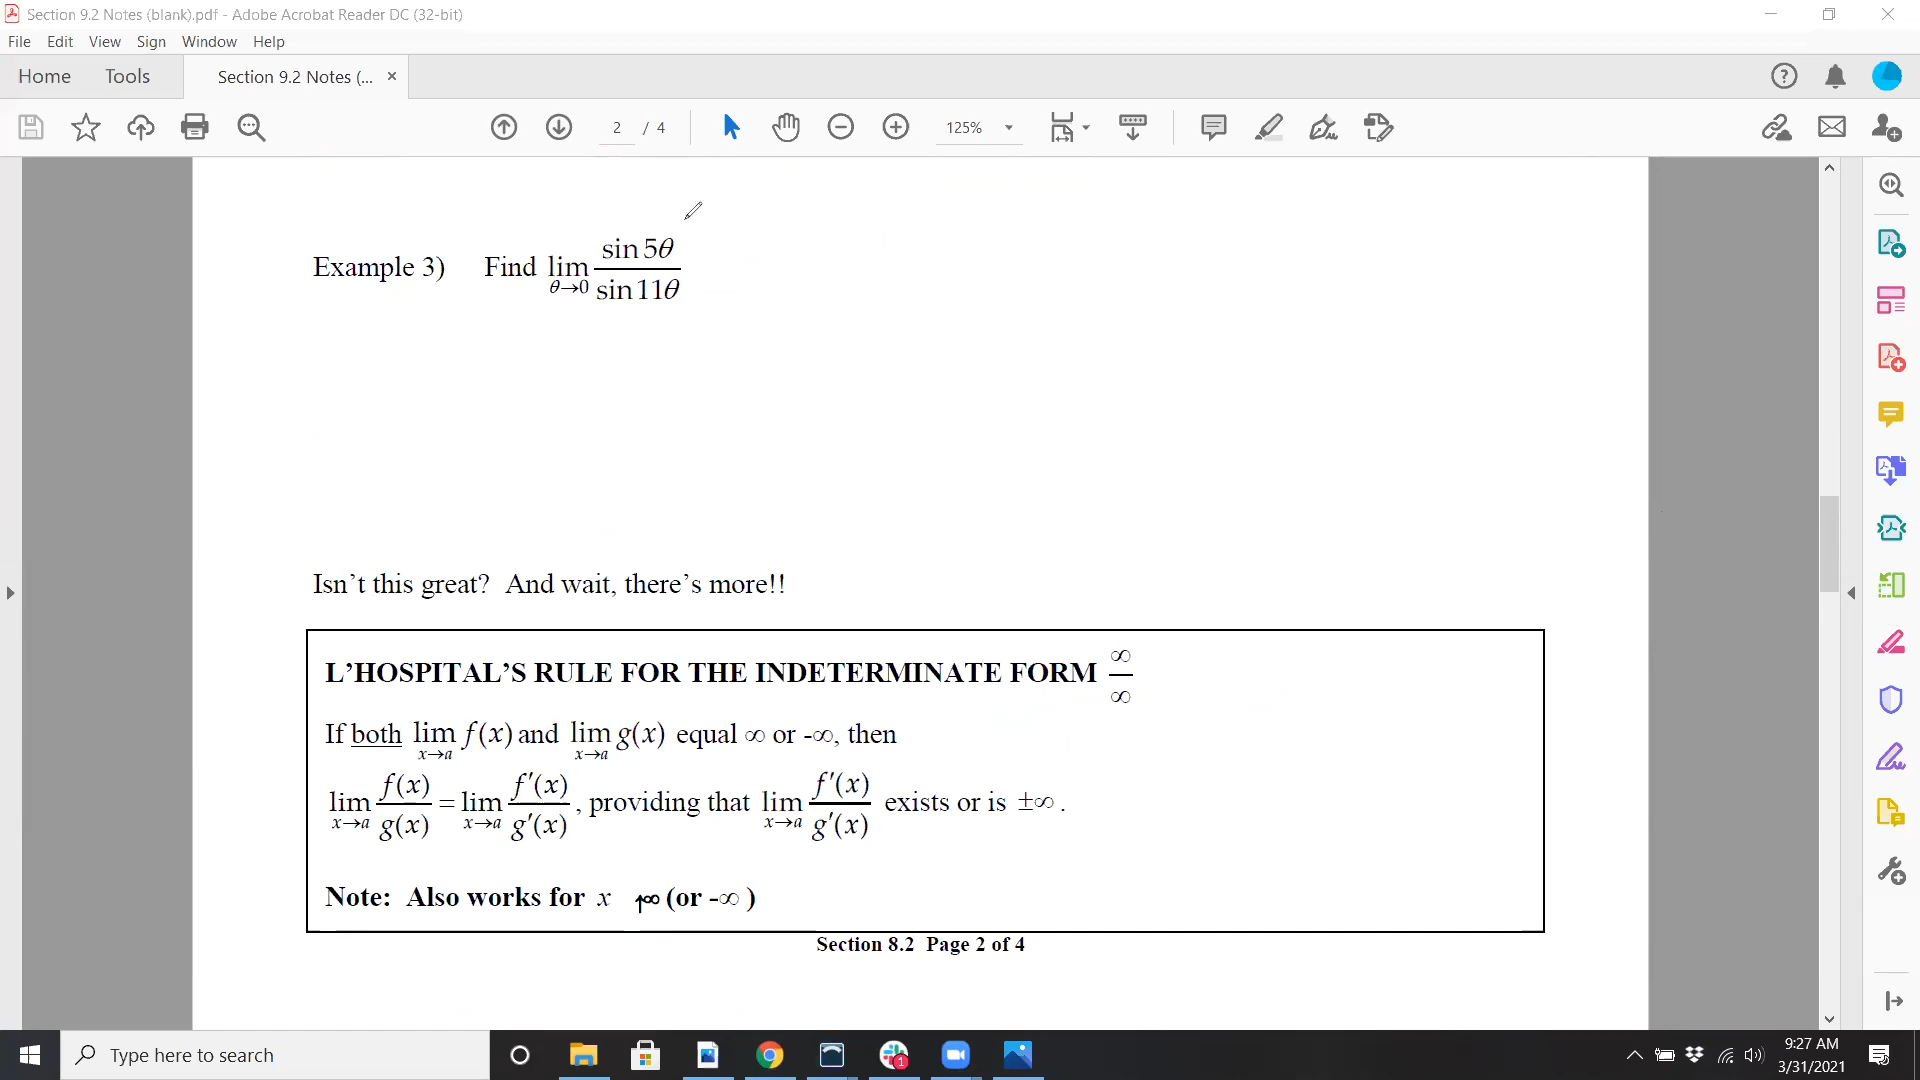 Section 9.2 Notes (blank).pdf - Adobe Acrobat Reader DC (32-bit)
File Edit View Sign Window Help
Home Tools Section 9.2 Notes (... ×
2 / 4 125%
Example 3) Find lim θ→0 sin 5θ / sin 11θ
Isn’t this great? And wait, there’s more!!
L’HOSPITAL’S RULE FOR THE INDETERMINATE FORM ∞/∞
If both lim x→a f(x) and lim x→a g(x) equal ∞ or -∞, then
lim x→a f(x)/g(x) = lim x→a f′(x)/g′(x), providing that lim x→a f′(x)/g′(x) exists or is ±∞.
Note: Also works for x ↑∞ (or -∞ )
Section 8.2 Page 2 of 4
Type here to search
1
9:27 AM
3/31/2021